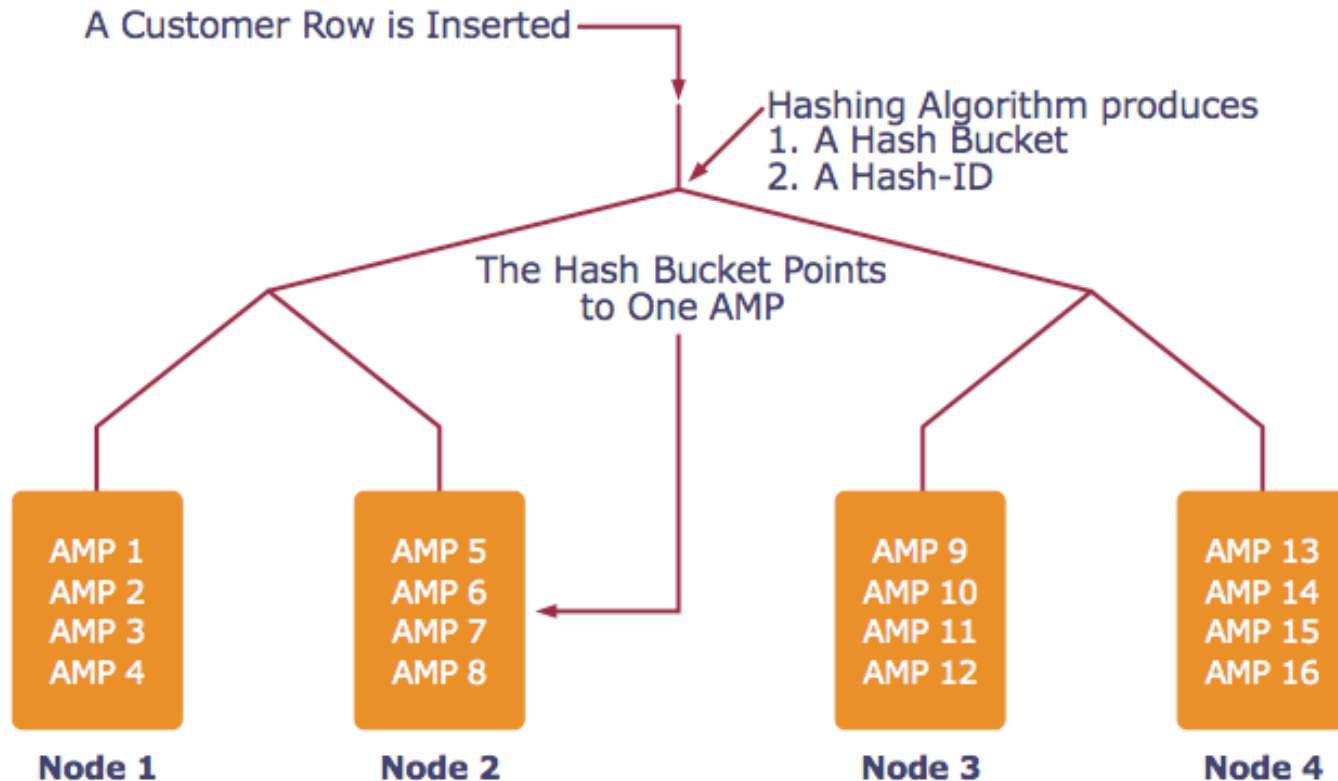 A Customer Row is Inserted
Hashing Algorithm produces
1. A Hash Bucket
2. A Hash-ID
The Hash Bucket Points
to One AMP
AMP 1
AMP 2
AMP 3
AMP 4
Node 1
AMP 5
AMP 6
AMP 7
AMP 8
Node 2
AMP 9
AMP 10
AMP 11
AMP 12
Node 3
AMP 13
AMP 14
AMP 15
AMP 16
Node 4